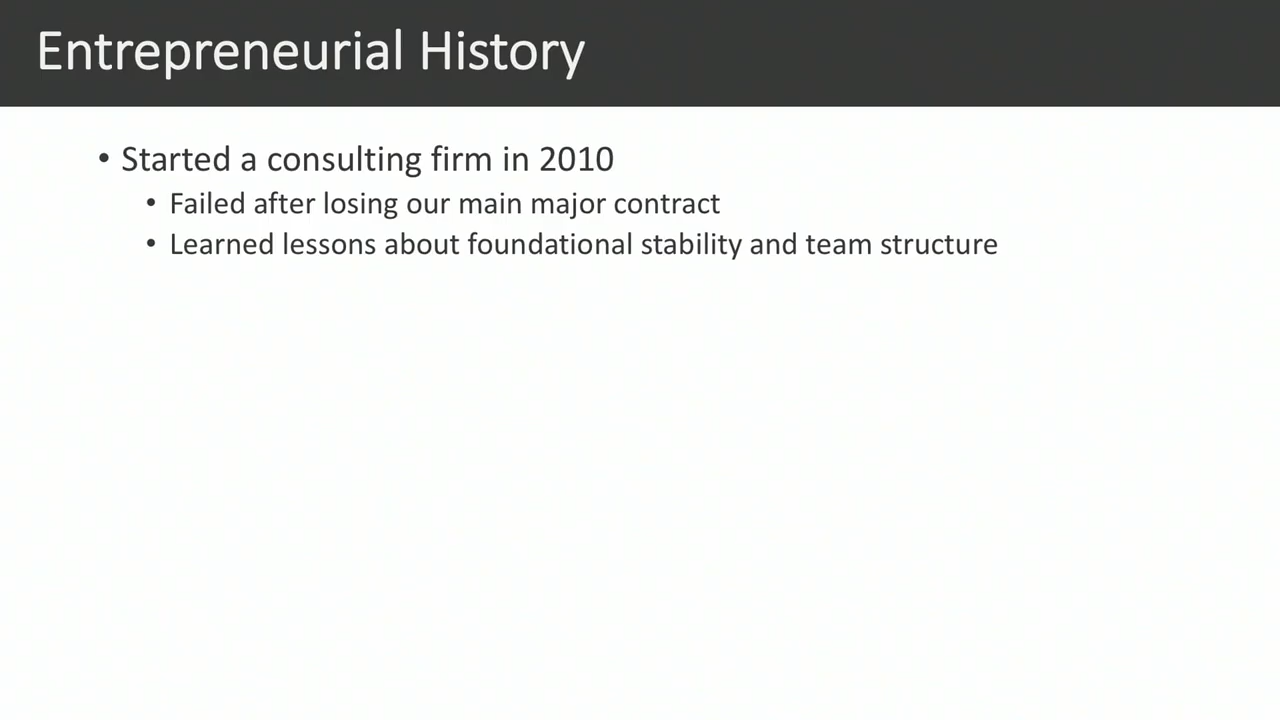 Entrepreneurial History
• Started a consulting firm in 2010
• Failed after losing our main major contract
• Learned lessons about foundational stability and team structure